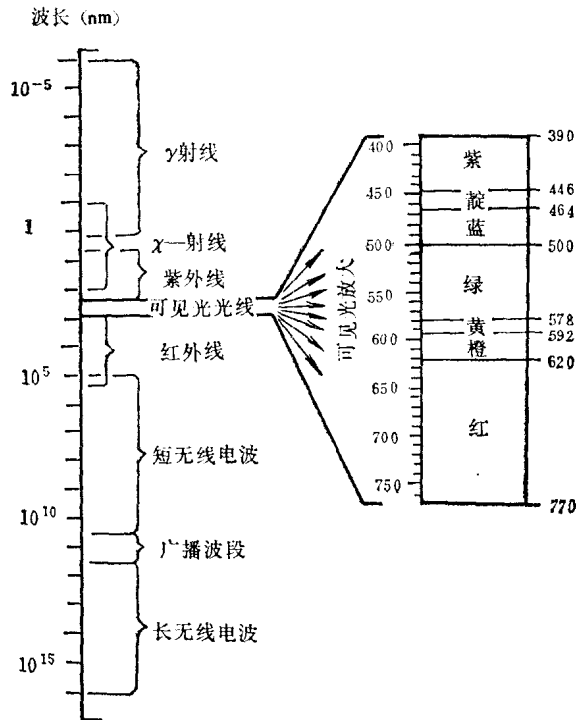 波长 (nm)
10⁻⁵
γ射线
1
χ—射线
紫外线
可见光光线
红外线
10⁵
短无线电波
10¹⁰
广播波段
长无线电波
10¹⁵
可见光放大
400
450
500
550
600
650
700
750
紫
靛
蓝
绿
黄
橙
红
390
446
464
500
578
592
620
770